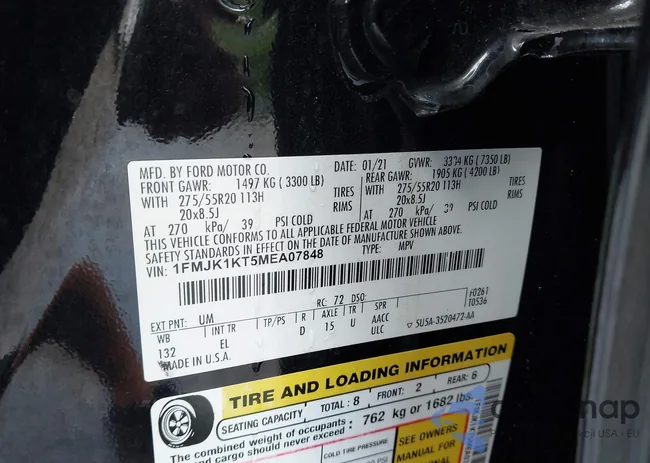 MFD. BY FORD MOTOR CO. DATE: 01/21 GVWR: KG ( 7350 LB)
FRONT GAWR: 1497 KG ( 3300 LB) REAR GAWR: 1905 KG ( 4200 LB)
WITH 275/55R20 113H TIRES WITH 275/55R20 113H TIRES
20x8.5J RIMS 20x8.5J RIMS
AT 270 kPa/ 39 PSI COLD AT 270 kPa/ 39 PSI COLD
THIS VEHICLE CONFORMS TO ALL APPLICABLE FEDERAL MOTOR VEHICLE
SAFETY STANDARDS IN EFFECT ON THE DATE OF MANUFACTURE SHOWN ABOVE.
VIN: 1FMJK1KT5MEA07848 TYPE: MPV
F0261
T0536
EXT PNT: UM RC: 72 DSO:
WB INT TR TP/PS R AXLE TR SPR
132 EL D 15 U AACC
ULC
MADE IN U.S.A. 5U5A-3520472-AA
TIRE AND LOADING INFORMATION
SEATING CAPACITY TOTAL: 8 FRONT: 2 REAR: 6
The combined weight of occupants
and cargo should never exceed: 762 kg or 1682 lbs.
COLD TIRE PRESSURE
SEE OWNERS
MANUAL FOR